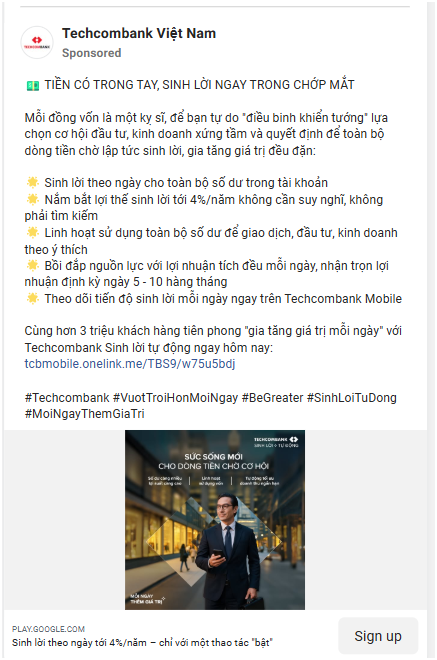 Techcombank Việt Nam
TECHCOMBANK
Sponsored
💵 TIỀN CÓ TRONG TAY, SINH LỜI NGAY TRONG CHỚP MẮT
Mỗi đồng vốn là một kỵ sĩ, để bạn tự do "điều binh khiển tướng" lựa
chọn cơ hội đầu tư, kinh doanh xứng tầm và quyết định để toàn bộ
dòng tiền chờ lập tức sinh lời, gia tăng giá trị đều đặn:
🌟 Sinh lời theo ngày cho toàn bộ số dư trong tài khoản
🌟 Nắm bắt lợi thế sinh lời tới 4%/năm không cần suy nghĩ, không
phải tìm kiếm
🌟 Linh hoạt sử dụng toàn bộ số dư để giao dịch, đầu tư, kinh doanh
theo ý thích
🌟 Bồi đắp nguồn lực với lợi nhuận tích đều mỗi ngày, nhận trọn lợi
nhuận định kỳ ngày 5 - 10 hàng tháng
🌟 Theo dõi tiến độ sinh lời mỗi ngày ngay trên Techcombank Mobile
Cùng hơn 3 triệu khách hàng tiên phong "gia tăng giá trị mỗi ngày" với
Techcombank Sinh lời tự động ngay hôm nay:
tcbmobile.onelink.me/TBS9/w75u5bdj
#Techcombank #VuotTroiHonMoiNgay #BeGreater #SinhLoiTuDong
#MoiNgayThemGiaTri
TECHCOMBANK
SINH LỜI TỰ ĐỘNG
SỨC SỐNG MỚI
CHO DÒNG TIỀN CHỜ CƠ HỘI
Số dư càng nhiều Linh hoạt Tự động tối ưu
lãi suất càng cao sử dụng vốn doanh thu ngắn hạn
MỖI NGÀY
THÊM GIÁ TRỊ
PLAY.GOOGLE.COM
Sinh lời theo ngày tới 4%/năm – chỉ với một thao tác "bật"
Sign up